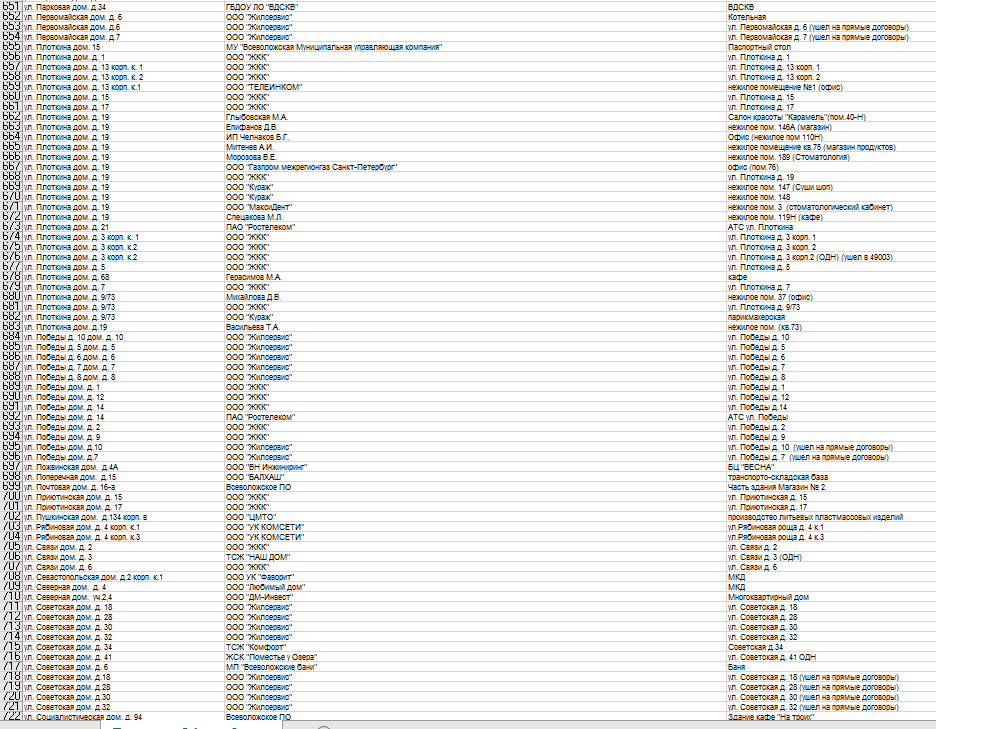 651 ул. Парковая дом. д.34 ГБДОУ ЛО "ВДСКВ" ВДСКВ
652 ул. Первомайская дом. д. 6 ООО "Жилсервис" Котельная
653 ул. Первомайская дом. д.6 ООО "Жилсервис" ул. Первомайская д. 6 (ушел на прямые договоры)
654 ул. Первомайская дом. д.7 ООО "Жилсервис" ул. Первомайская д. 7 (ушел на прямые договоры)
655 ул. Плоткина дом. 15 МУ "Всеволожская Муниципальная управляющая компания" Паспортный стол
656 ул. Плоткина дом. д. 1 ООО "ЖКК" ул. Плоткина д. 1
657 ул. Плоткина дом. д. 13 корп. к. 1 ООО "ЖКК" ул. Плоткина д. 13 корп. 1
658 ул. Плоткина дом. д. 13 корп. к. 2 ООО "ЖКК" ул. Плоткина д. 13 корп. 2
659 ул. Плоткина дом. д. 13 корп. к.1 ООО "ТЕЛЕИНКОМ" нежилое помещение №1 (офис)
660 ул. Плоткина дом. д. 15 ООО "ЖКК" ул. Плоткина д. 15
661 ул. Плоткина дом. д. 17 ООО "ЖКК" ул. Плоткина д. 17
662 ул. Плоткина дом. д. 19 Глыбовская М.А. Салон красоты "Карамель"(пом.40-Н)
663 ул. Плоткина дом. д. 19 Епифанов Д.В. нежилое пом. 146А (магазин)
664 ул. Плоткина дом. д. 19 ИП Челнаков Б.Г. Офис (нежилое пом 110Н)
665 ул. Плоткина дом. д. 19 Митенев А.И. нежилое помещение кв.75 (магазин продуктов)
666 ул. Плоткина дом. д. 19 Морозова В.Е. нежилое пом. 189 (Стоматология)
667 ул. Плоткина дом. д. 19 ООО "Газпром межрегионгаз Санкт-Петербург" офис (пом.76)
668 ул. Плоткина дом. д. 19 ООО "ЖКК" ул. Плоткина д. 19
669 ул. Плоткина дом. д. 19 ООО "Кураж" нежилое пом. 147 (Суши шоп)
670 ул. Плоткина дом. д. 19 ООО "Кураж" нежилое пом. 148
671 ул. Плоткина дом. д. 19 ООО "МаксиДент" нежилое пом. 3 (стоматологический кабинет)
672 ул. Плоткина дом. д. 19 Спецакова М.Л. нежилое пом. 119Н (кафе)
673 ул. Плоткина дом. д. 21 ПАО "Ростелеком" АТС ул. Плоткина
674 ул. Плоткина дом. д. 3 корп. к. 1 ООО "ЖКК" ул. Плоткина д. 3 корп. 1
675 ул. Плоткина дом. д. 3 корп. к.2 ООО "ЖКК" ул. Плоткина д. 3 корп. 2
676 ул. Плоткина дом. д. 3 корп. к.2 ООО "ЖКК" ул. Плоткина д. 3 корп.2 (ОДН) (ушел в 49003)
677 ул. Плоткина дом. д. 5 ООО "ЖКК" ул. Плоткина д. 5
678 ул. Плоткина дом. д. 68 Герасимов М.А. кафе
679 ул. Плоткина дом. д. 7 ООО "ЖКК" ул. Плоткина д. 7
680 ул. Плоткина дом. д. 9/73 Михайлова Д.В. нежилое пом. 37 (офис)
681 ул. Плоткина дом. д. 9/73 ООО "ЖКК" ул. Плоткина д. 9/73
682 ул. Плоткина дом. д. 9/73 ООО "Кураж" парикмахерская
683 ул. Плоткина дом. д.19 Васильева Т.А. нежилое пом. (кв.73)
684 ул. Победы д. 10 дом. д. 10 ООО "Жилсервис" ул. Победы д. 10
685 ул. Победы д. 5 дом. д. 5 ООО "Жилсервис" ул. Победы д. 5
686 ул. Победы д. 6 дом. д. 6 ООО "Жилсервис" ул. Победы д. 6
687 ул. Победы д. 7 дом. д. 7 ООО "Жилсервис" ул. Победы д. 7
688 ул. Победы д. 8 дом. д. 8 ООО "Жилсервис" ул. Победы д. 8
689 ул. Победы дом. д. 1 ООО "ЖКК" ул. Победы д. 1
690 ул. Победы дом. д. 12 ООО "ЖКК" ул. Победы д. 12
691 ул. Победы дом. д. 14 ООО "ЖКК" ул. Победы д.14
692 ул. Победы дом. д. 14 ПАО "Ростелеком" АТС ул. Победы
693 ул. Победы дом. д. 2 ООО "ЖКК" ул. Победы д. 2
694 ул. Победы дом. д. 9 ООО "ЖКК" ул. Победы д. 9
695 ул. Победы дом. д.10 ООО "Жилсервис" ул. Победы д. 10 (ушел на прямые договоры)
696 ул. Победы дом. д.7 ООО "Жилсервис" ул. Победы д. 7 (ушел на прямые договоры)
697 ул. Пожвинская дом. д.4А ООО "ВН Инжиниринг" БЦ "ВЕСНА"
698 ул. Поперечная дом. д.15 ООО "БАЛХАШ" транспорто-складская база
699 ул. Почтовая дом. д. 16-а Всеволожское ПО Часть здания Магазин № 2
700 ул. Приютинская дом. д. 15 ООО "ЖКК" ул. Приютинская д. 15
701 ул. Приютинская дом. д. 17 ООО "ЖКК" ул. Приютинская д. 17
702 ул. Пушкинская дом. д.134 корп. в ООО "ЦМТО" производство литьевых пластмассовых изделий
703 ул. Рябиновая дом. д. 4 корп. к.1 ООО "УК КОМСЕТИ" ул.Рябиновая роща д. 4 к.1
704 ул. Рябиновая дом. д. 4 корп. к.3 ООО "УК КОМСЕТИ" ул.Рябиновая роща д. 4 к.3
705 ул. Связи дом. д. 2 ООО "ЖКК" ул. Связи д. 2
706 ул. Связи дом. д. 3 ТСЖ "НАШ ДОМ" ул. Связи д. 3 (ОДН)
707 ул. Связи дом. д. 6 ООО "ЖКК" ул. Связи д. 6
708 ул. Севастопольская дом. д.2 корп. к.1 ООО УК "Фаворит" МКД
709 ул. Северная дом. д. 4 ООО "Любимый дом" МКД
710 ул. Северная дом. уч.2,4 ООО "ДМ-Инвест" Многоквартирный дом
711 ул. Советская дом. д. 18 ООО "Жилсервис" ул. Советская д. 18
712 ул. Советская дом. д. 28 ООО "Жилсервис" ул. Советская д. 28
713 ул. Советская дом. д. 30 ООО "Жилсервис" ул. Советская д. 30
714 ул. Советская дом. д. 32 ООО "Жилсервис" ул. Советская д. 32
715 ул. Советская дом. д. 34 ТСЖ "Комфорт" Советская д.34
716 ул. Советская дом. д. 41 ЖСК "Поместье у Озера" ул. Советская д. 41 ОДН
717 ул. Советская дом. д. 6 МП "Всеволожские бани" Баня
718 ул. Советская дом. д.18 ООО "Жилсервис" ул. Советская д. 18 (ушел на прямые договоры)
719 ул. Советская дом. д.28 ООО "Жилсервис" ул. Советская д. 28 (ушел на прямые договоры)
720 ул. Советская дом. д.30 ООО "Жилсервис" ул. Советская д. 30 (ушел на прямые договоры)
721 ул. Советская дом. д.32 ООО "Жилсервис" ул. Советская д. 32 (ушел на прямые договоры)
722 ул. Социалистическая дом. д. 94 Всеволожское ПО Здание кафе "На троих"